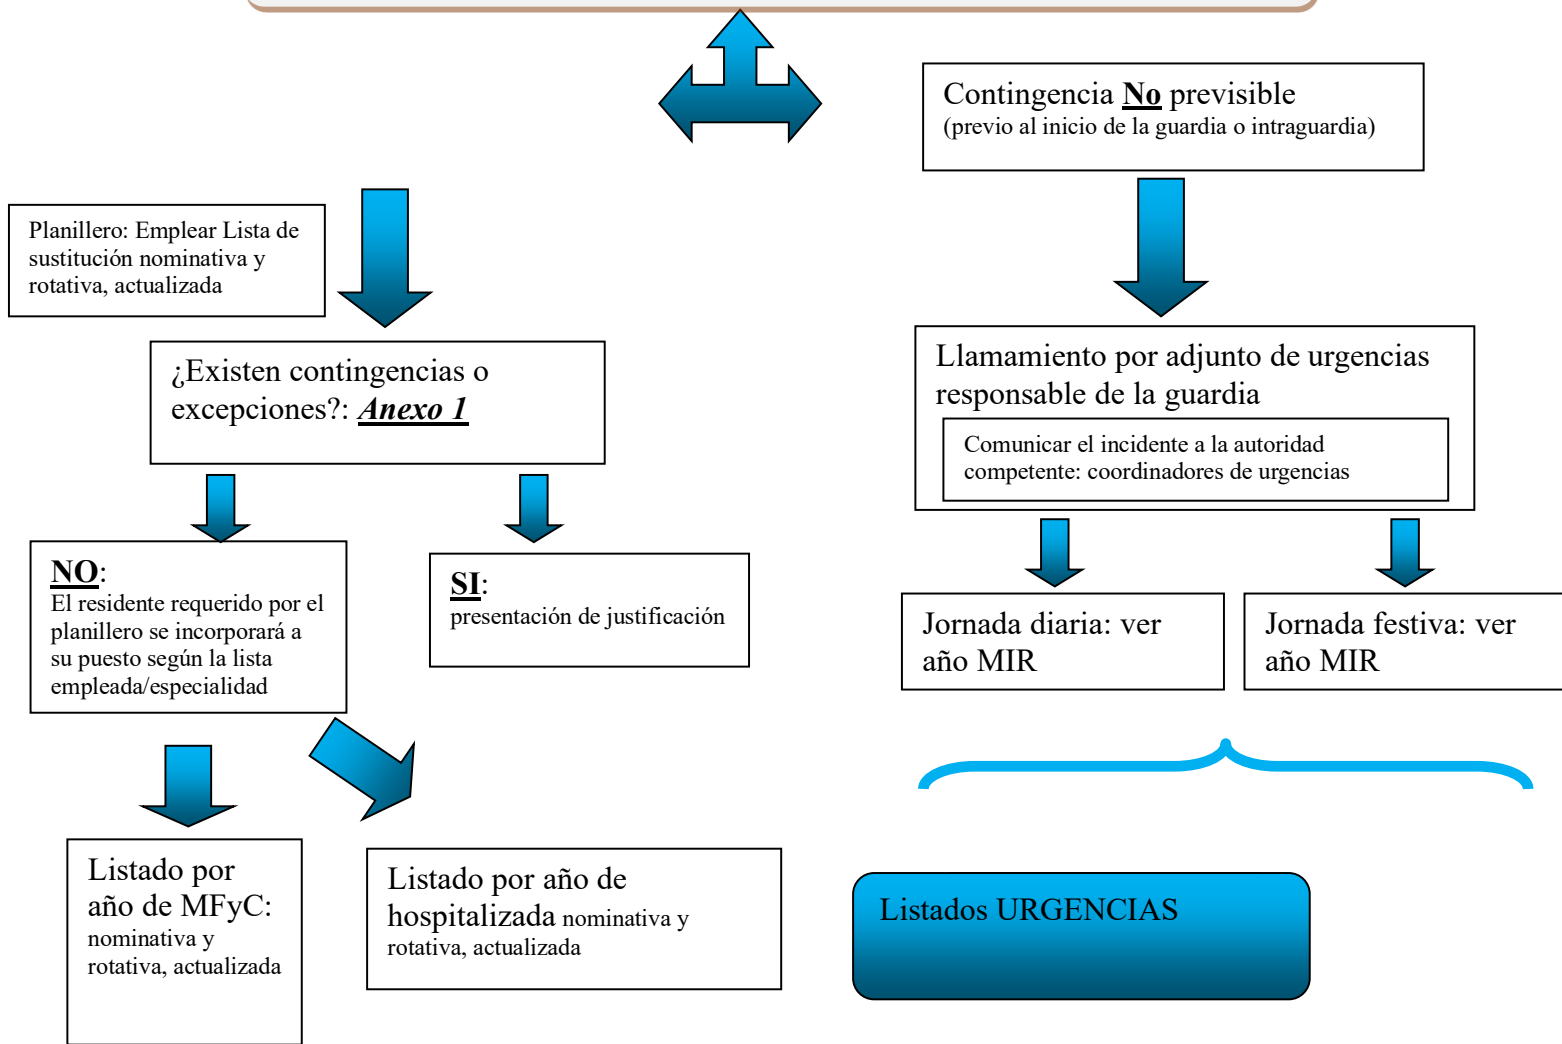 Contingencia No previsible
(previo al inicio de la guardia o intraguardia)
Planillero: Emplear Lista de
sustitución nominativa y
rotativa, actualizada
¿Existen contingencias o
excepciones?: Anexo 1
Llamamiento por adjunto de urgencias
responsable de la guardia
Comunicar el incidente a la autoridad
competente: coordinadores de urgencias
NO:
El residente requerido por el
planillero se incorporará a
su puesto según la lista
empleada/especialidad
SI:
presentación de justificación
Jornada diaria: ver
año MIR
Jornada festiva: ver
año MIR
Listado por
año de MFyC:
nominativa y
rotativa, actualizada
Listado por año de
hospitalizada nominativa y
rotativa, actualizada
Listados URGENCIAS